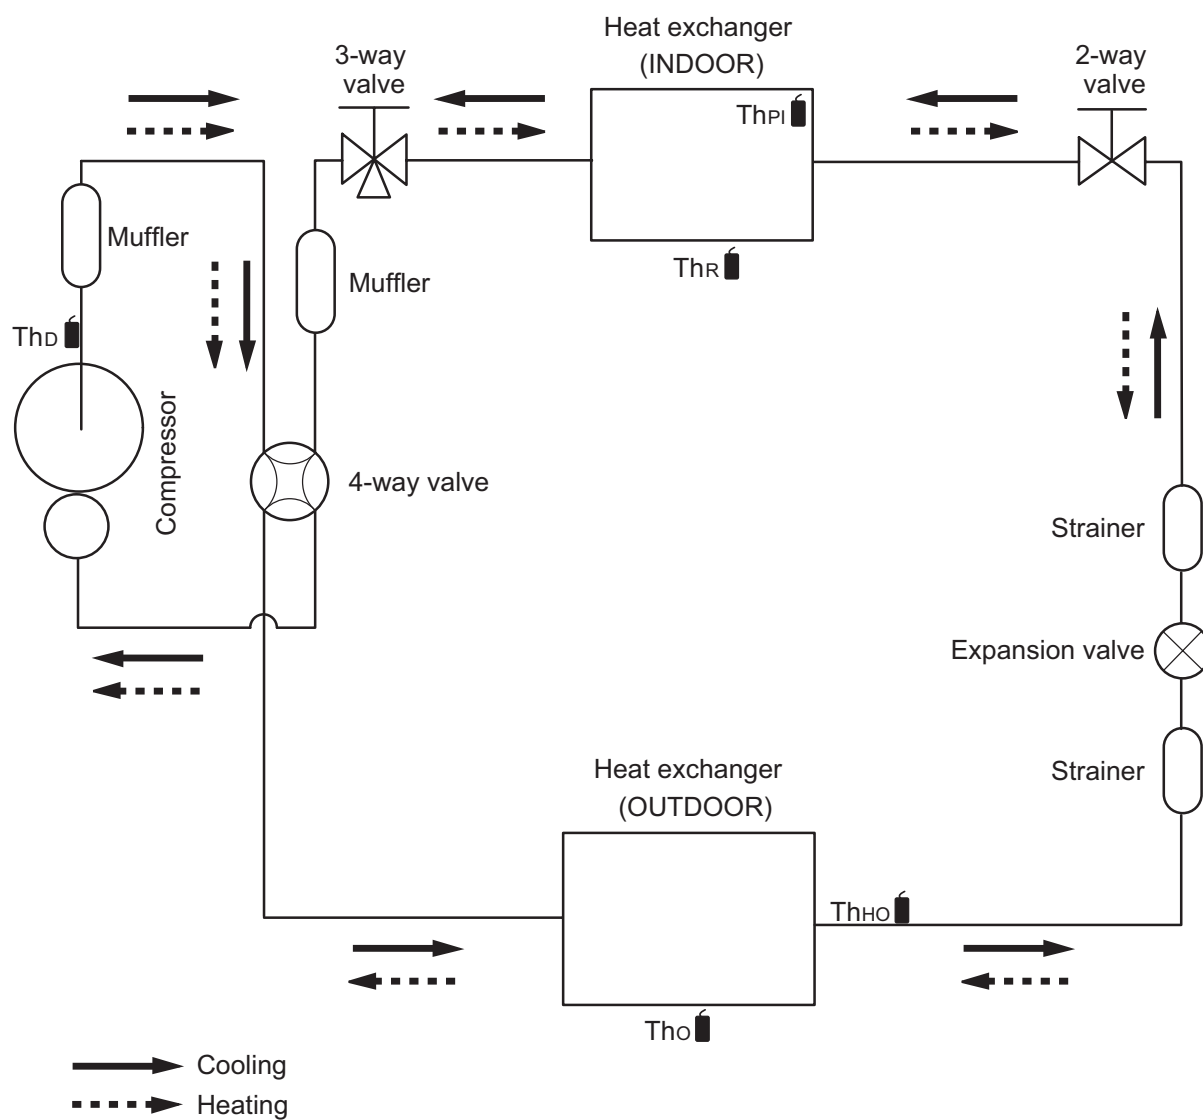 Heat exchanger
(INDOOR)
3-way
valve
2-way
valve
ThPI
Muffler
ThR
Muffler
ThD
Compressor
4-way valve
Strainer
Expansion valve
Strainer
Heat exchanger
(OUTDOOR)
ThHO
ThO
Cooling
Heating